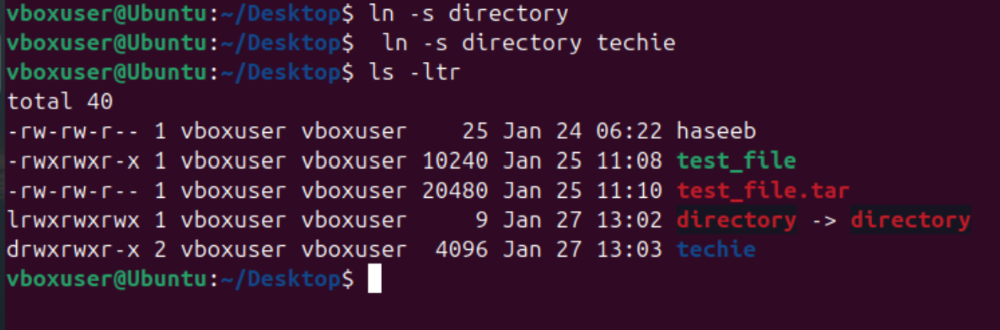 vboxuser@Ubuntu:~/Desktop$ ln -s directory
vboxuser@Ubuntu:~/Desktop$  ln -s directory techie
vboxuser@Ubuntu:~/Desktop$ ls -ltr
total 40
-rw-rw-r-- 1 vboxuser vboxuser    25 Jan 24 06:22 haseeb
-rwxrwxr-x 1 vboxuser vboxuser 10240 Jan 25 11:08 test_file
-rw-rw-r-- 1 vboxuser vboxuser 20480 Jan 25 11:10 test_file.tar
lrwxrwxrwx 1 vboxuser vboxuser     9 Jan 27 13:02 directory -> directory
drwxrwxr-x 2 vboxuser vboxuser  4096 Jan 27 13:03 techie
vboxuser@Ubuntu:~/Desktop$